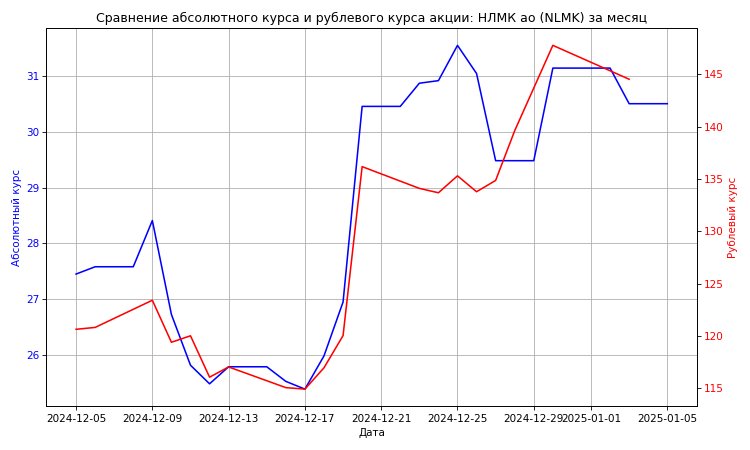 Сравнение абсолютного курса и рублевого курса акции: НЛМК ао (NLMK) за месяц
31
30
29
28
27
26
Абсолютный курс
145
140
135
130
125
120
115
Рублевый курс
2024-12-05 2024-12-09 2024-12-13 2024-12-17 2024-12-21 2024-12-25 2024-12-29 2025-01-01 2025-01-05
Дата